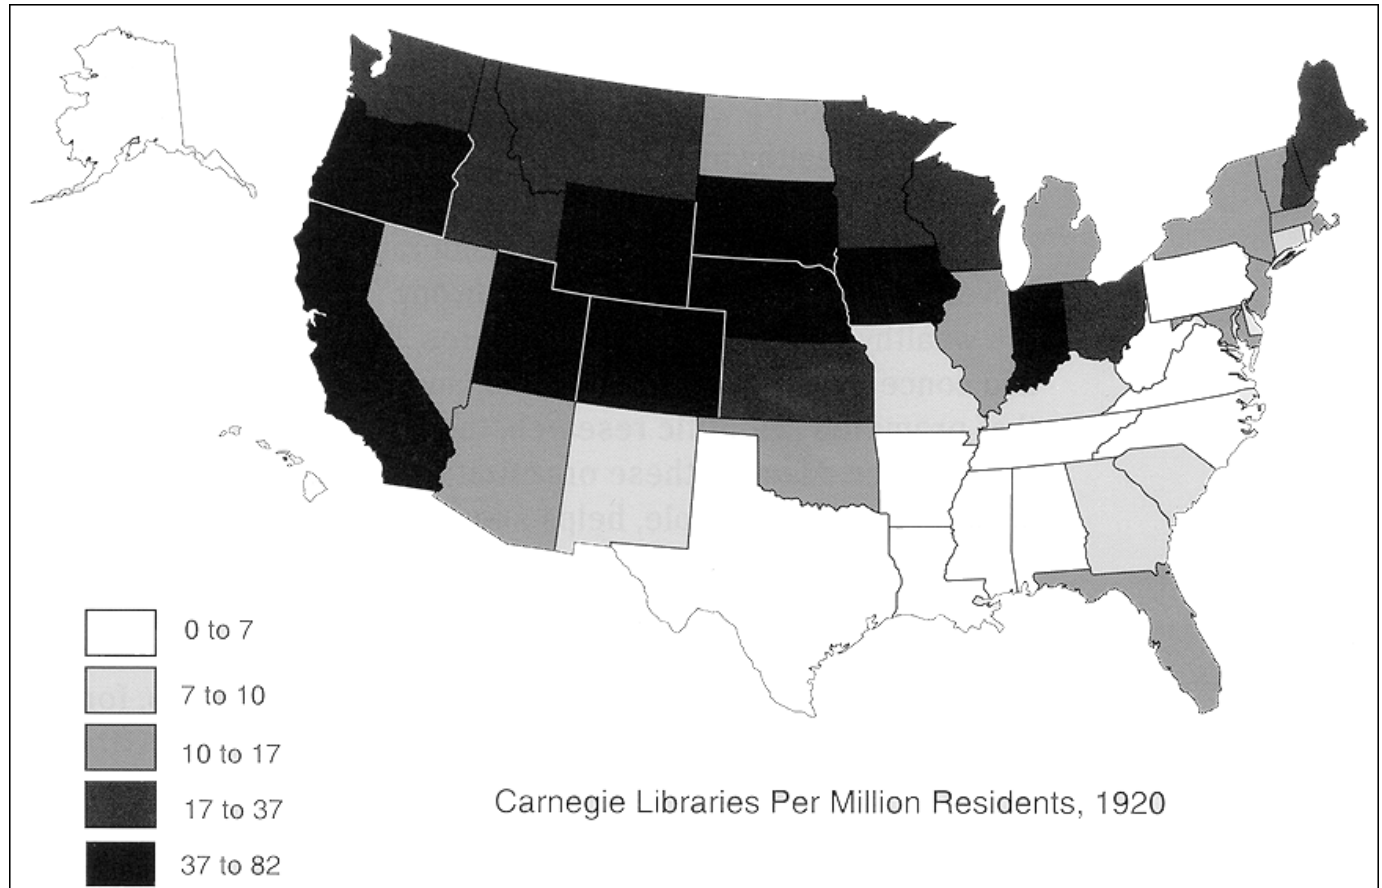 0 to 7
7 to 10
10 to 17
17 to 37
37 to 82
Carnegie Libraries Per Million Residents, 1920